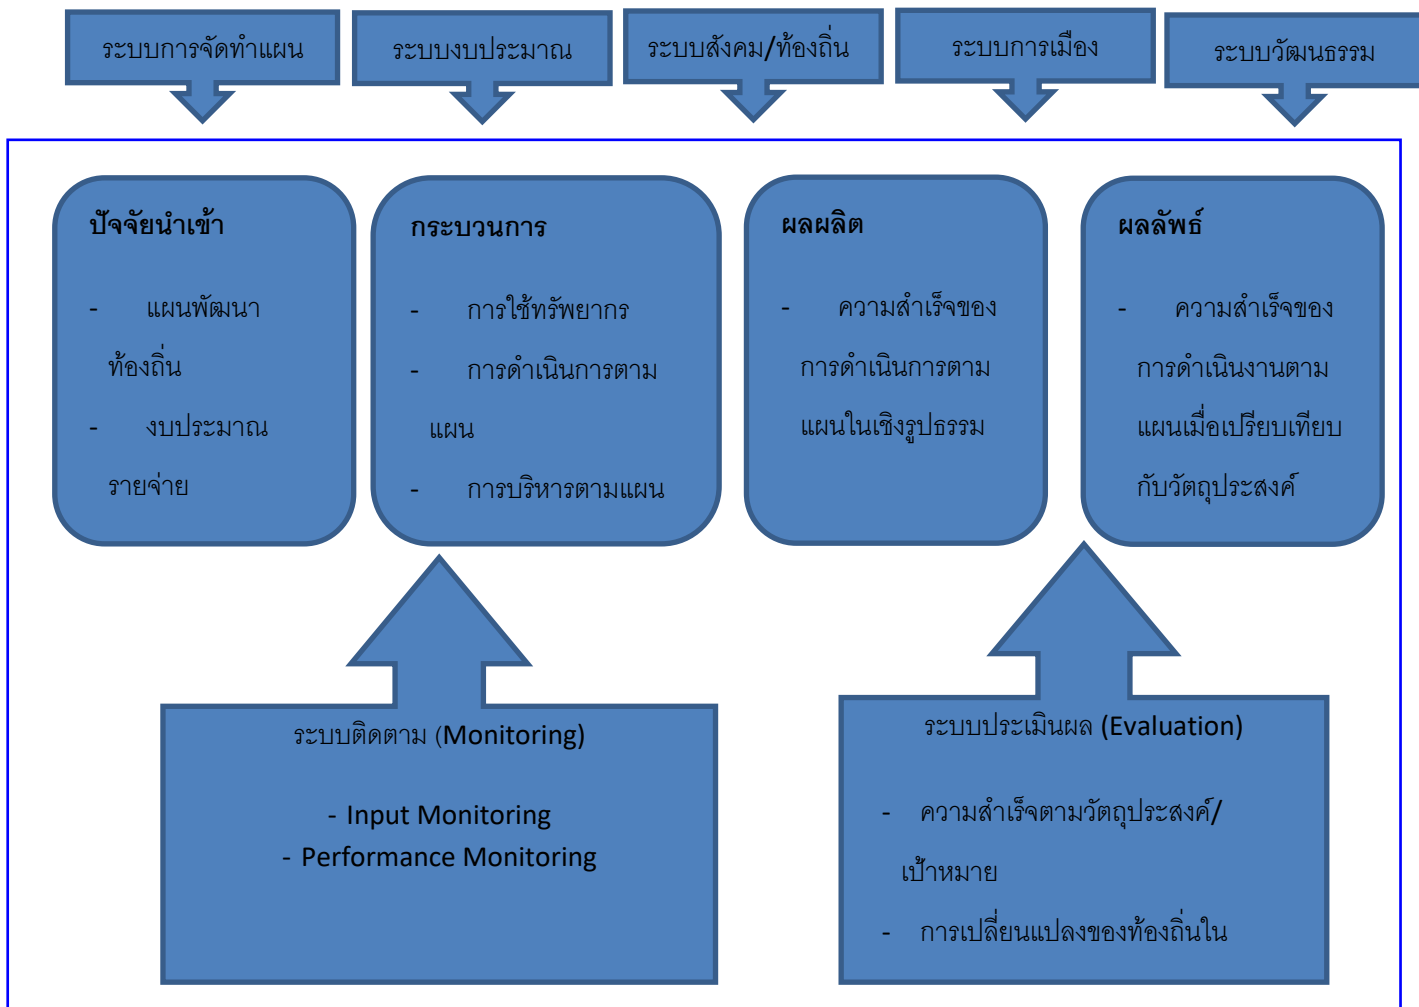 ระบบการจัดทำแผน
ระบบงบประมาณ
ระบบสังคม/ท้องถิ่น
ระบบการเมือง
ระบบวัฒนธรรม
ปัจจัยนำเข้า
- แผนพัฒนา
ท้องถิ่น
- งบประมาณ
รายจ่าย
กระบวนการ
- การใช้ทรัพยากร
- การดำเนินการตาม
แผน
- การบริหารตามแผน
ผลผลิต
- ความสำเร็จของ
การดำเนินการตาม
แผนในเชิงรูปธรรม
ผลลัพธ์
- ความสำเร็จของ
การดำเนินงานตาม
แผนเมื่อเปรียบเทียบ
กับวัตถุประสงค์
ระบบติดตาม (Monitoring)
- Input Monitoring
- Performance Monitoring
ระบบประเมินผล (Evaluation)
- ความสำเร็จตามวัตถุประสงค์/
เป้าหมาย
- การเปลี่ยนแปลงของท้องถิ่นใน